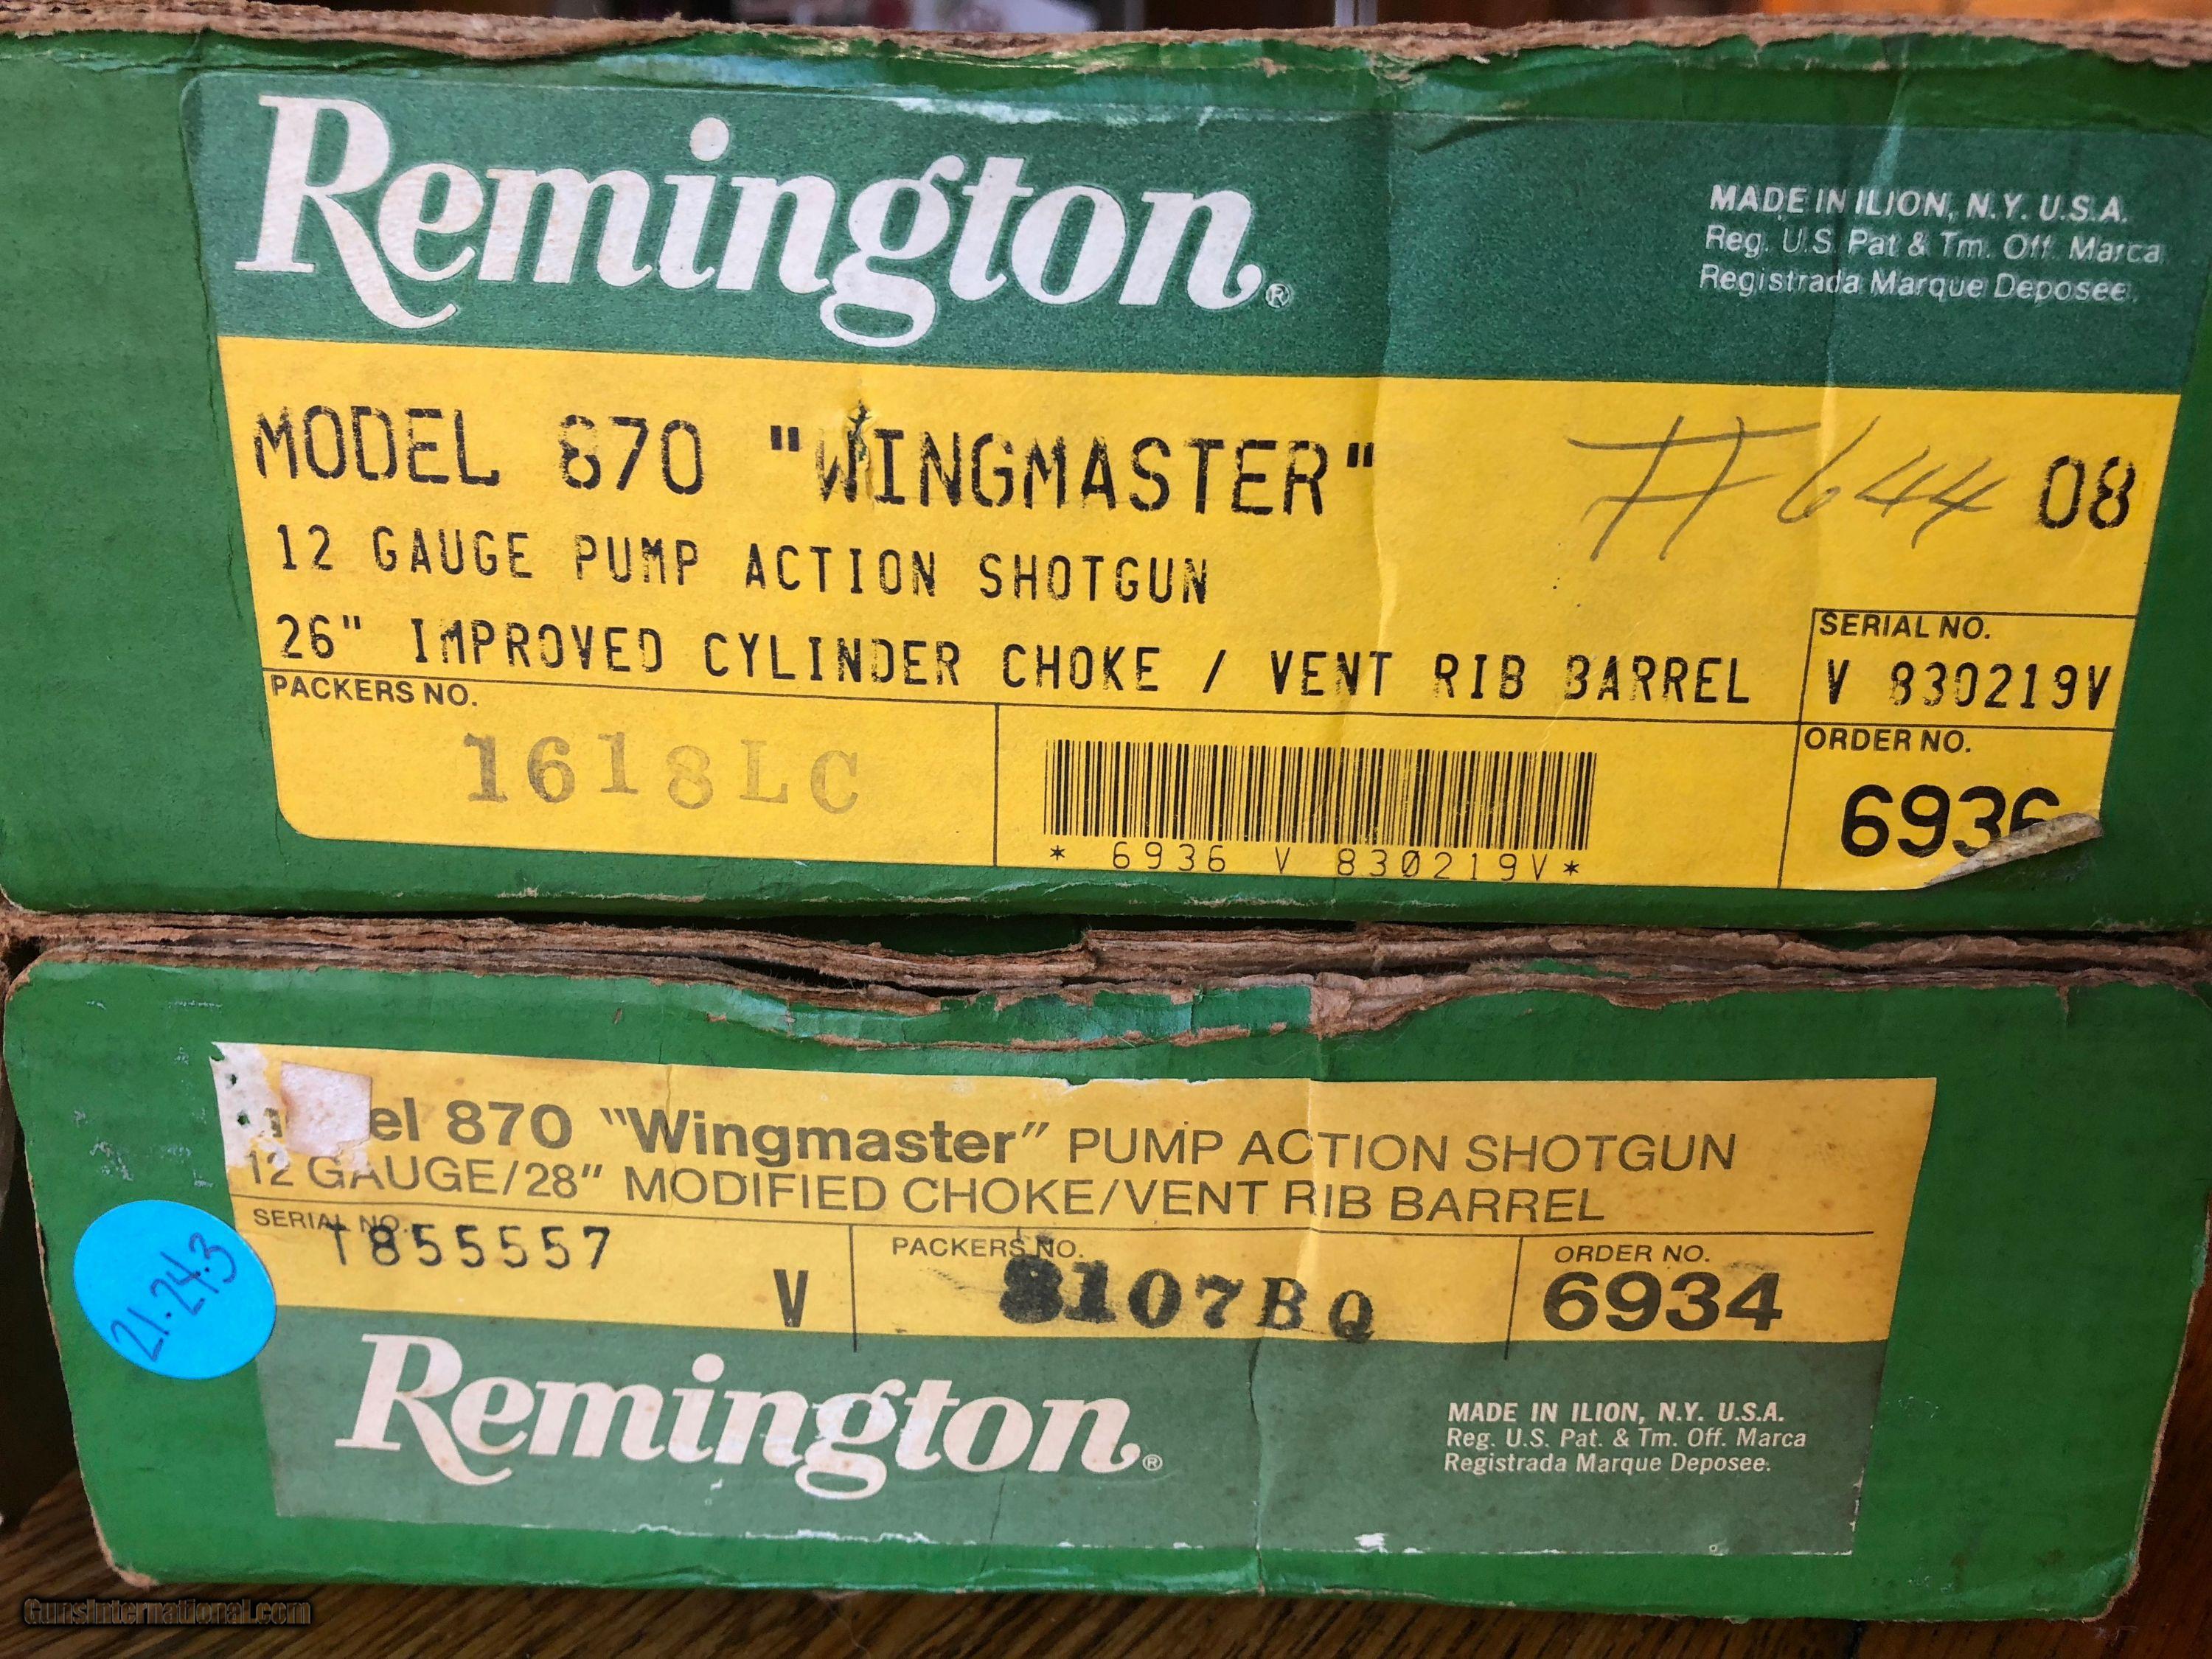 Remington®
MADE IN ILION, N.Y. U.S.A.
Reg. U.S. Pat & Tm. Off. Marca
Registrada Marque Deposee.
MODEL 870 "WINGMASTER"
#644 08
12 GAUGE PUMP ACTION SHOTGUN
26" IMPROVED CYLINDER CHOKE / VENT RIB BARREL
SERIAL NO.
V 830219V
PACKERS NO.
1618LC
* 6936 V 830219V*
ORDER NO.
6936
el 870 "Wingmaster" PUMP ACTION SHOTGUN
12 GAUGE/28" MODIFIED CHOKE/VENT RIB BARREL
SERIAL NO.
T855557
V
PACKERS NO.
8107BQ
ORDER NO.
6934
21-24.3
Remington®
MADE IN ILION, N.Y. U.S.A.
Reg. U.S. Pat. & Tm. Off. Marca
Registrada Marque Deposee.
GunsInternational.com